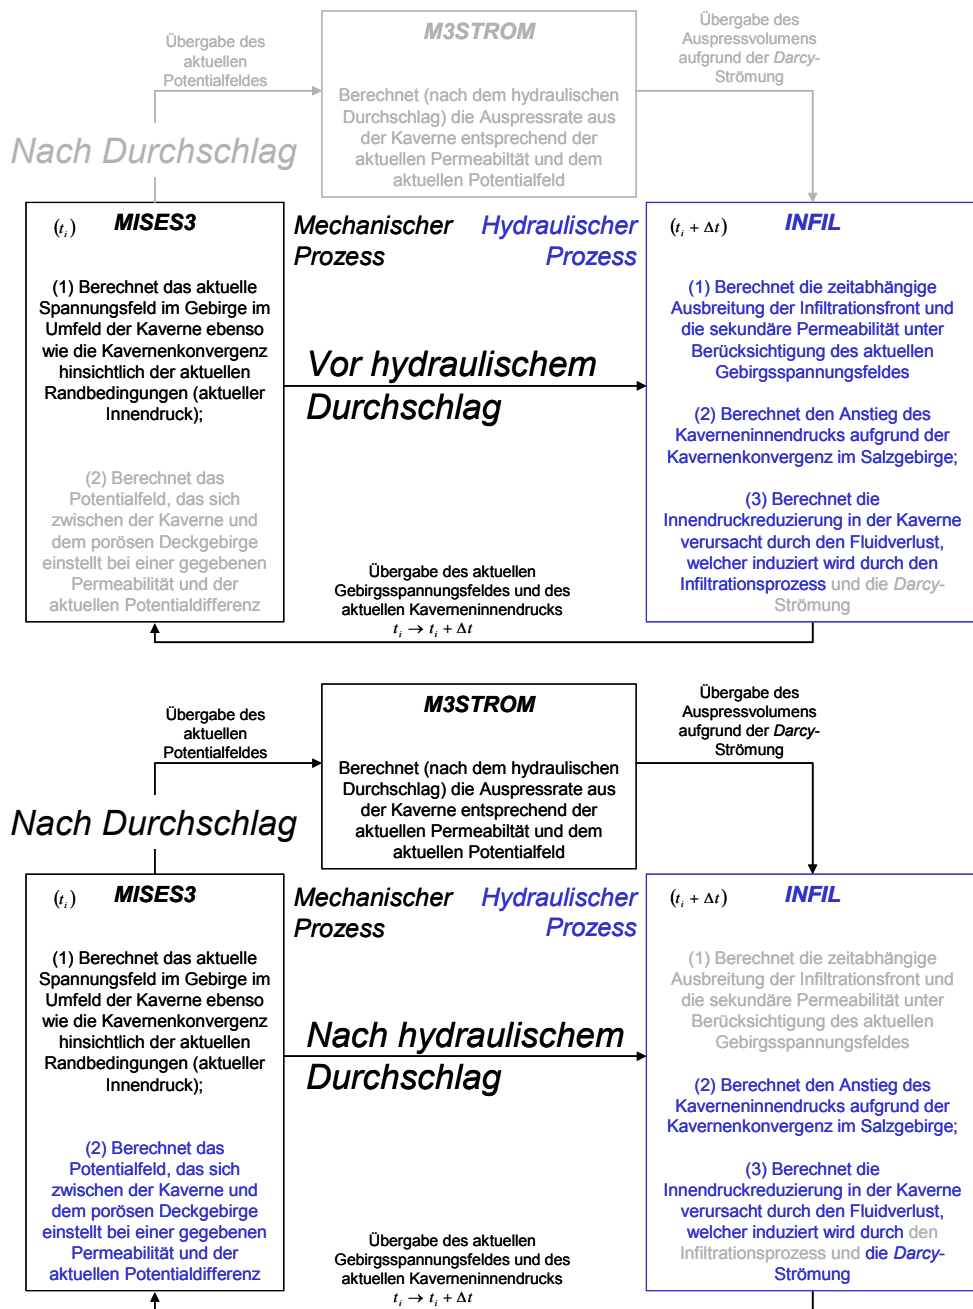 M3STROM
Übergabe des
aktuellen
Potentialfeldes
Berechnet (nach dem hydraulischen
Durchschlag) die Auspressrate aus
der Kaverne entsprechend der
aktuellen Permeabiltät und dem
aktuellen Potentialfeld
Übergabe des
Auspressvolumens
aufgrund der Darcy-
Strömung
Nach Durchschlag
(t_i) MISES3
(1) Berechnet das aktuelle
Spannungsfeld im Gebirge im
Umfeld der Kaverne ebenso
wie die Kavernenkonvergenz
hinsichtlich der aktuellen
Randbedingungen (aktueller
Innendruck);
(2) Berechnet das
Potentialfeld, das sich
zwischen der Kaverne und
dem porösen Deckgebirge
einstellt bei einer gegebenen
Permeabilität und der
aktuellen Potentialdifferenz
Mechanischer
Prozess
Hydraulischer
Prozess
Vor hydraulischem
Durchschlag
Übergabe des aktuellen
Gebirgsspannungsfeldes und des
aktuellen Kaverneninnendrucks
t_i → t_i + Δt
(t_i + Δt) INFIL
(1) Berechnet die zeitabhängige
Ausbreitung der Infiltrationsfront und
die sekundäre Permeabilität unter
Berücksichtigung des aktuellen
Gebirgsspannungsfeldes
(2) Berechnet den Anstieg des
Kaverneninnendrucks aufgrund der
Kavernenkonvergenz im Salzgebirge;
(3) Berechnet die
Innendruckreduzierung in der Kaverne
verursacht durch den Fluidverlust,
welcher induziert wird durch den
Infiltrationsprozess und die Darcy-
Strömung
M3STROM
Übergabe des
aktuellen
Potentialfeldes
Berechnet (nach dem hydraulischen
Durchschlag) die Auspressrate aus
der Kaverne entsprechend der
aktuellen Permeabiltät und dem
aktuellen Potentialfeld
Übergabe des
Auspressvolumens
aufgrund der Darcy-
Strömung
Nach Durchschlag
(t_i) MISES3
(1) Berechnet das aktuelle
Spannungsfeld im Gebirge im
Umfeld der Kaverne ebenso
wie die Kavernenkonvergenz
hinsichtlich der aktuellen
Randbedingungen (aktueller
Innendruck);
(2) Berechnet das
Potentialfeld, das sich
zwischen der Kaverne und
dem porösen Deckgebirge
einstellt bei einer gegebenen
Permeabilität und der
aktuellen Potentialdifferenz
Mechanischer
Prozess
Hydraulischer
Prozess
Nach hydraulischem
Durchschlag
Übergabe des aktuellen
Gebirgsspannungsfeldes und des
aktuellen Kaverneninnendrucks
t_i → t_i + Δt
(t_i + Δt) INFIL
(1) Berechnet die zeitabhängige
Ausbreitung der Infiltrationsfront und
die sekundäre Permeabilität unter
Berücksichtigung des aktuellen
Gebirgsspannungsfeldes
(2) Berechnet den Anstieg des
Kaverneninnendrucks aufgrund der
Kavernenkonvergenz im Salzgebirge;
(3) Berechnet die
Innendruckreduzierung in der Kaverne
verursacht durch den Fluidverlust,
welcher induziert wird durch den
Infiltrationsprozess und die Darcy-
Strömung